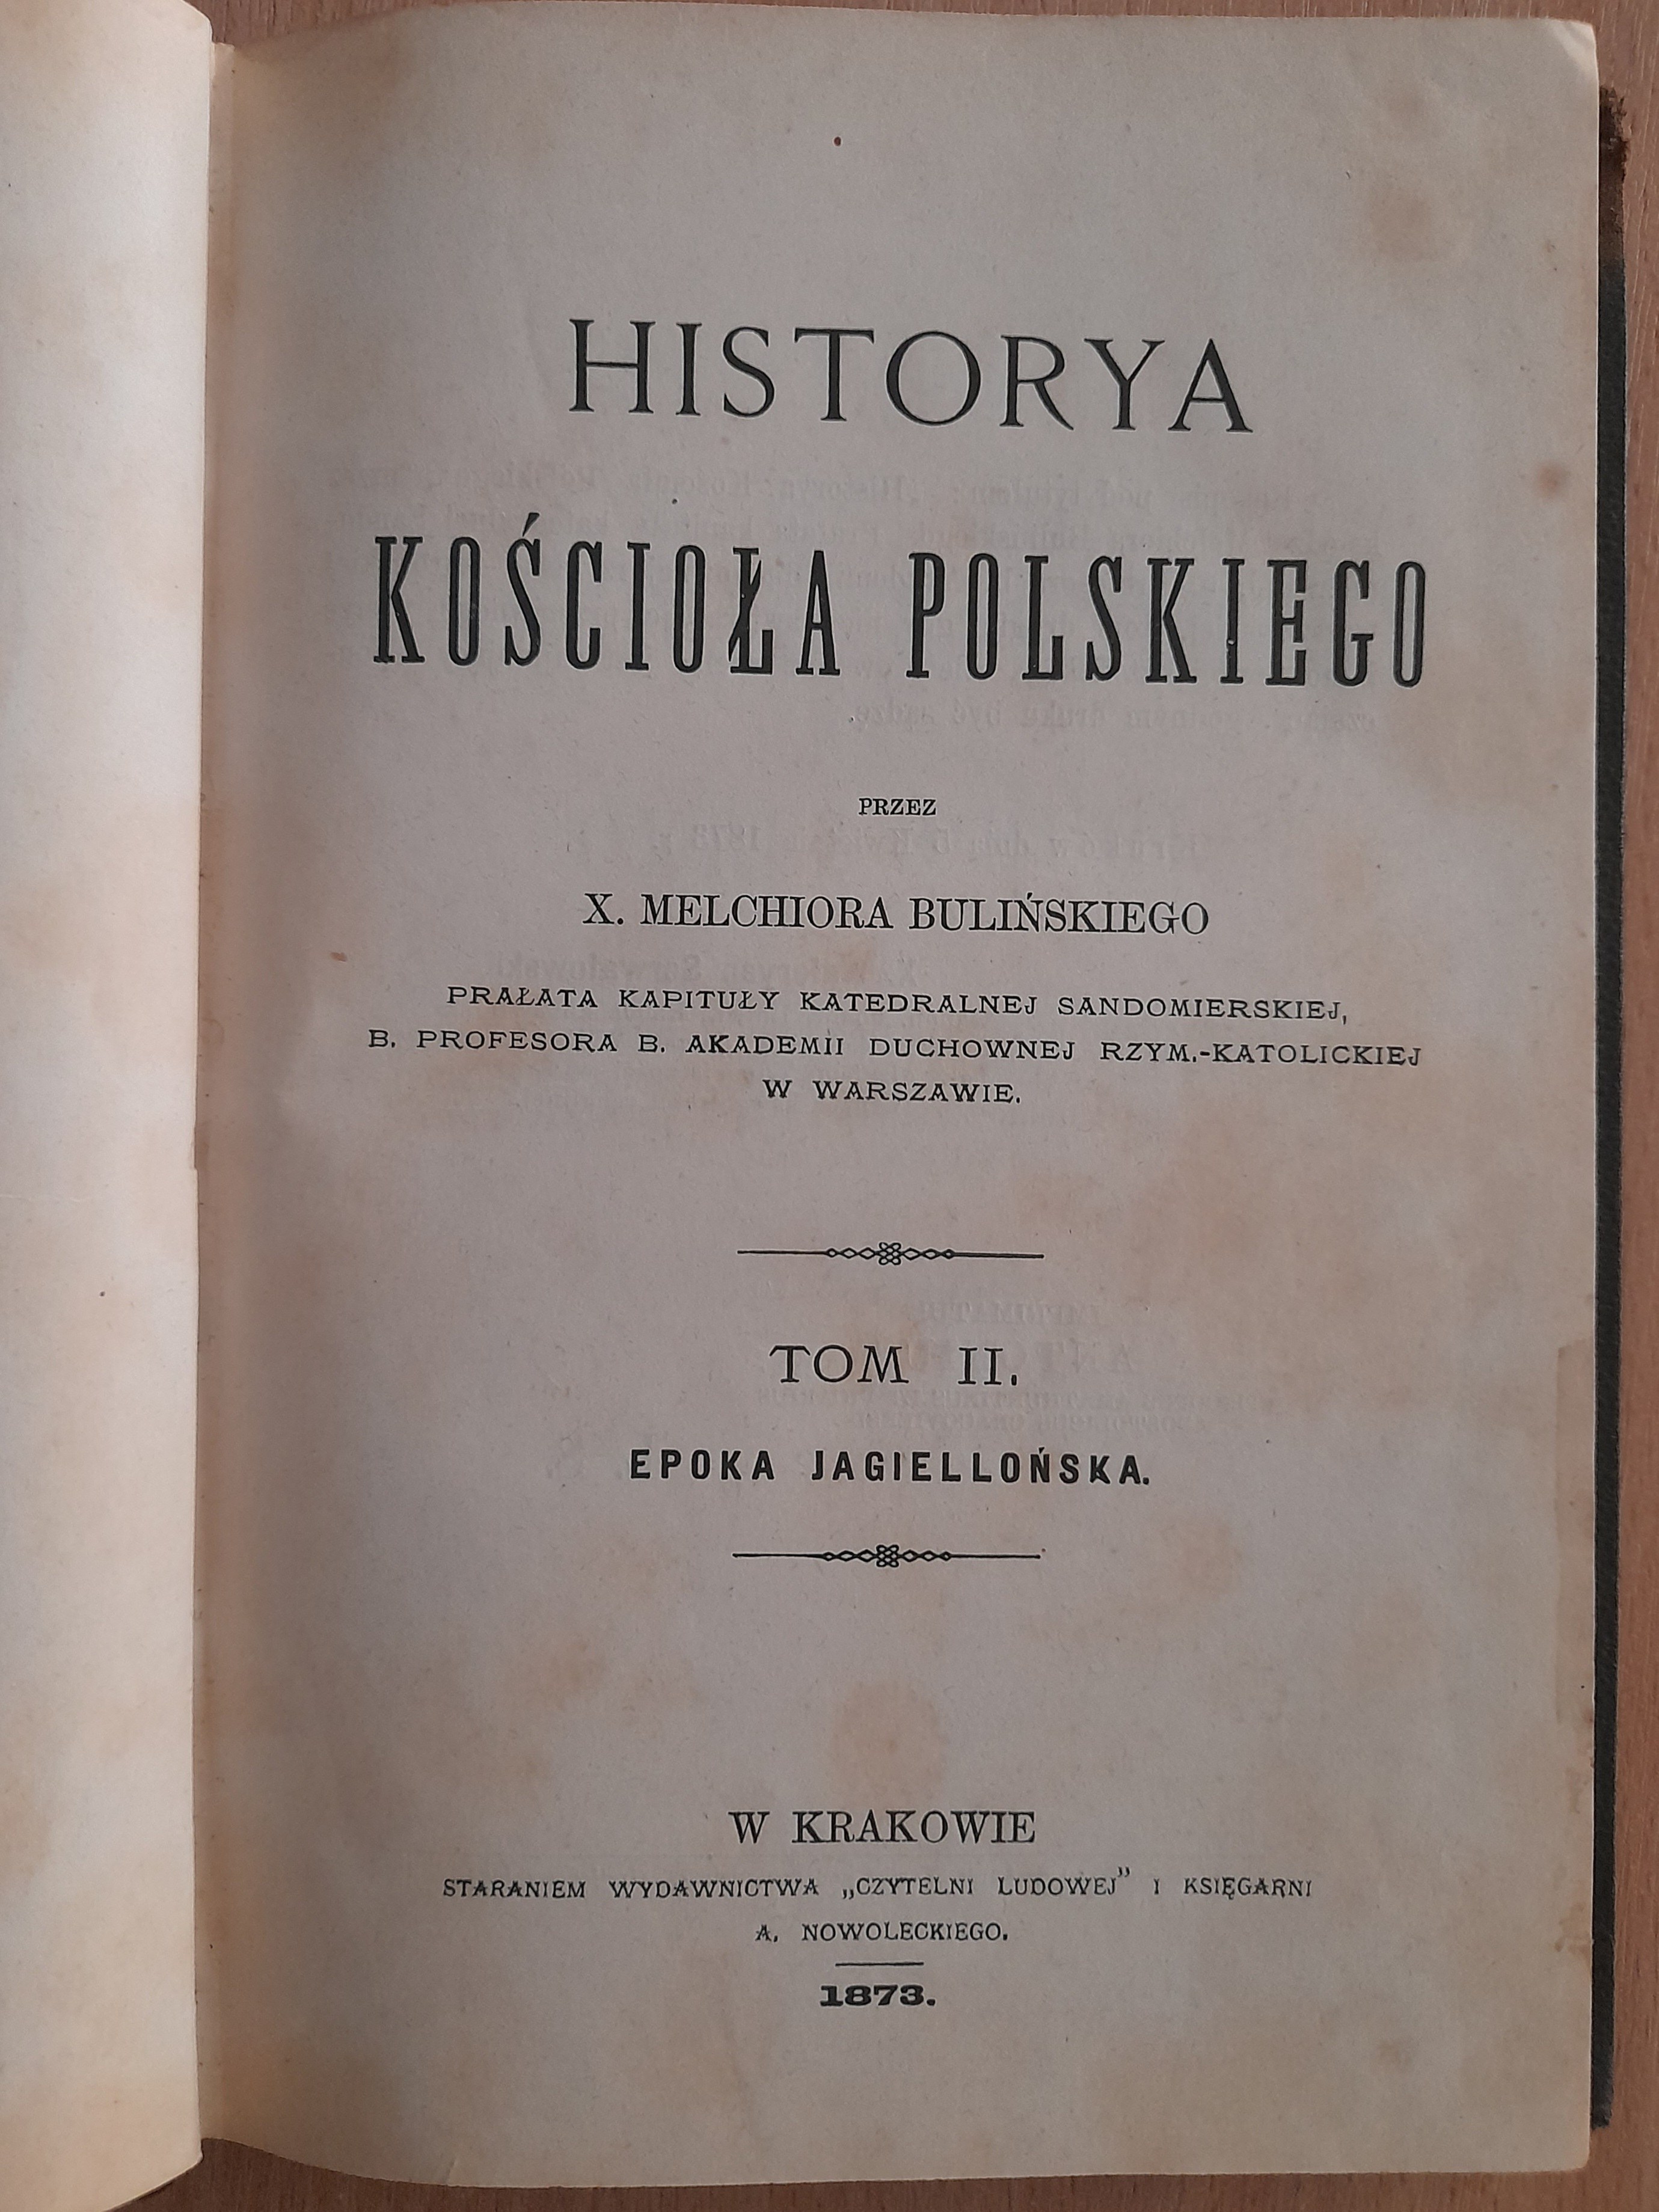 HISTORYA
KOŚCIOŁA POLSKIEGO
PRZEZ
X. MELCHIORA BULIŃSKIEGO
PRAŁATA KAPITUŁY KATEDRALNEJ SANDOMIERSKIEJ,
B. PROFESORA B. AKADEMII DUCHOWNEJ RZYM.-KATOLICKIEJ
W WARSZAWIE.
TOM II.
EPOKA JAGIELLOŃSKA.
W KRAKOWIE
STARANIEM WYDAWNICTWA „CZYTELNI LUDOWEJ” I KSIĘGARNI
A. NOWOLECKIEGO.
1873.